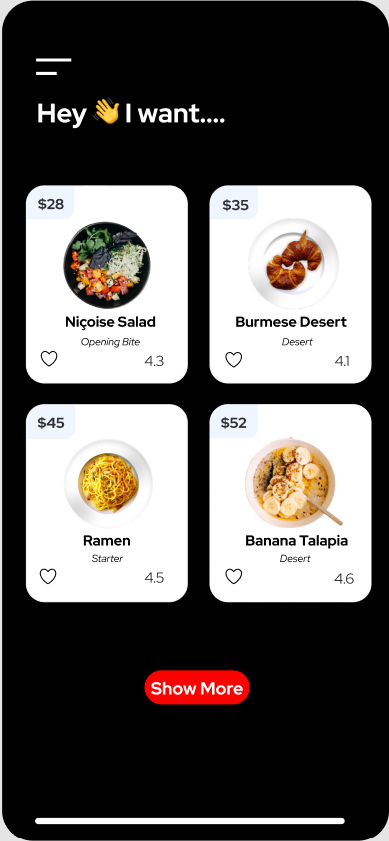 Hey 👋 I want....
$28
Niçoise Salad
Opening Bite
4.3
$35
Burmese Desert
Desert
4.1
$45
Ramen
Starter
4.5
$52
Banana Talapia
Desert
4.6
Show More